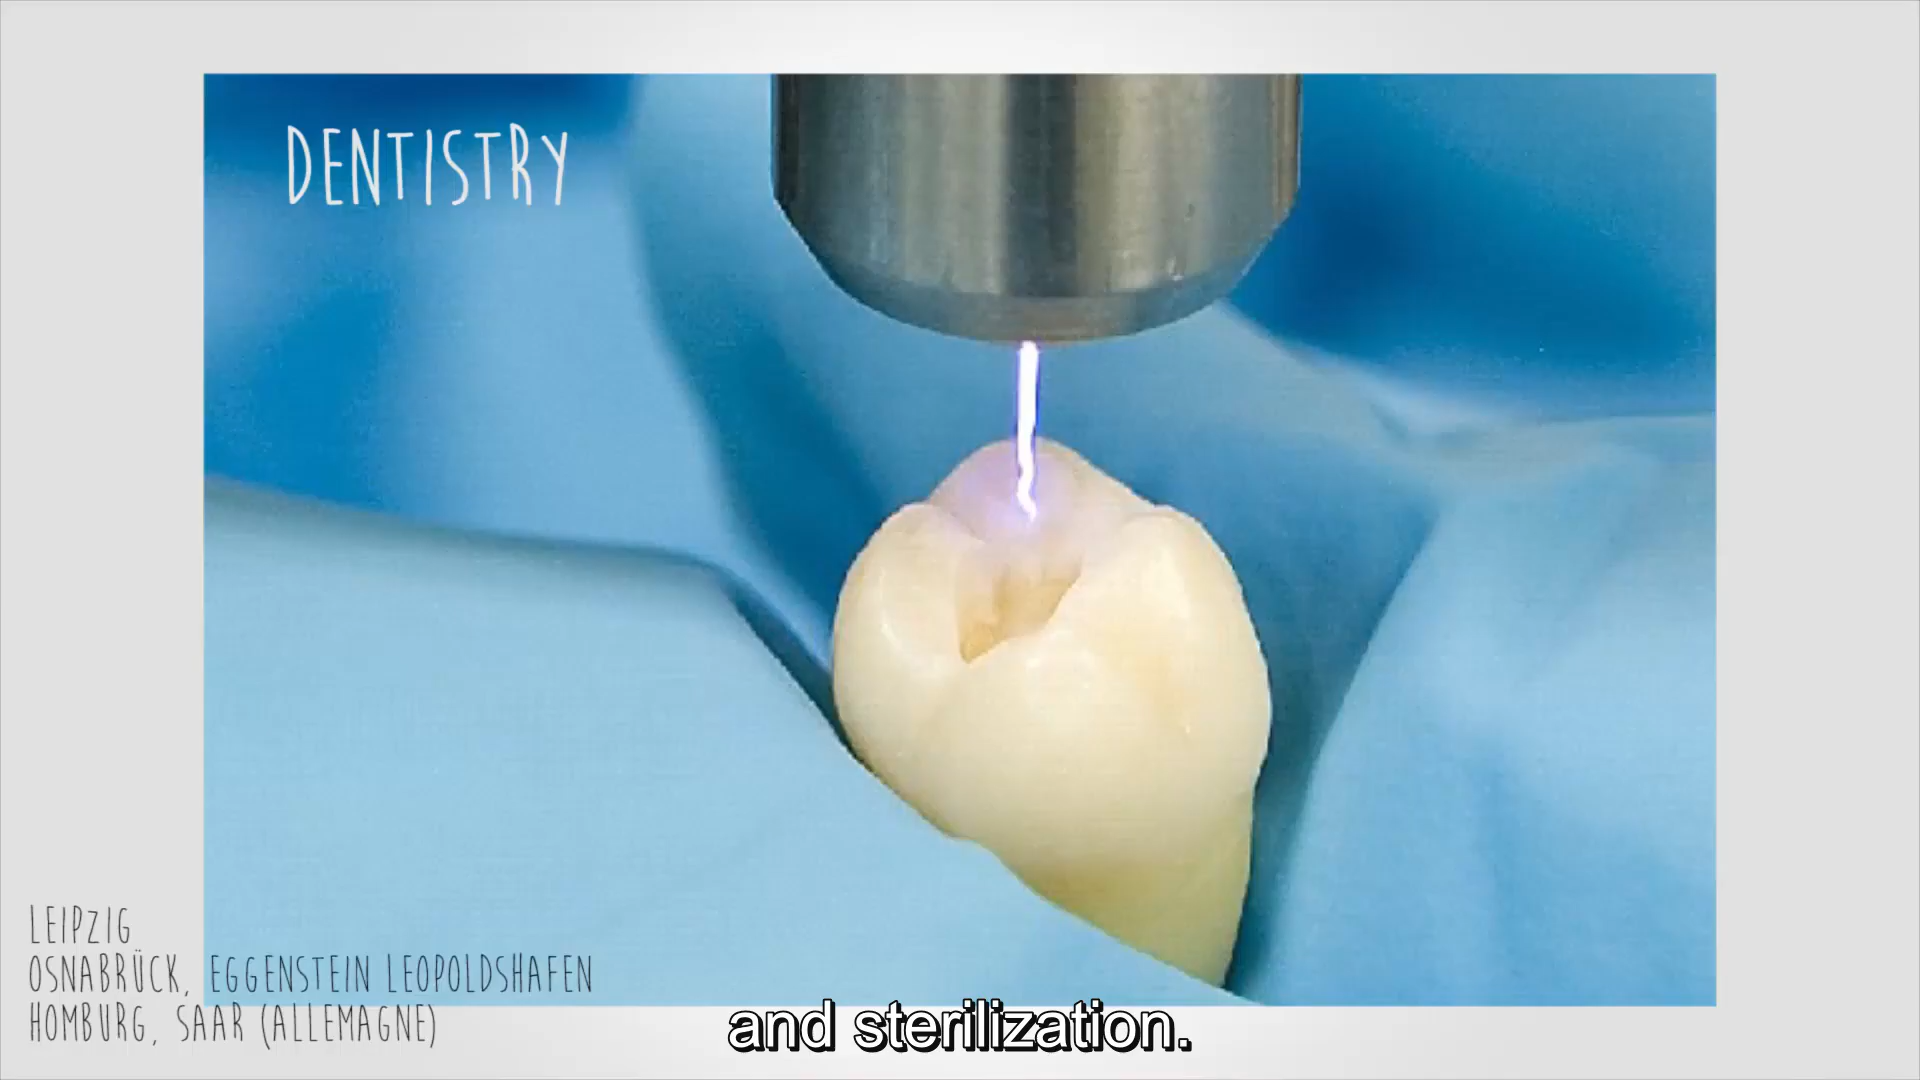 DENTISTRY
LEIPZIG
OSNABRÜCK, EGGENSTEIN LEOPOLDSHAFEN
HOMBURG, SAAR (ALLEMAGNE)
and sterilization.